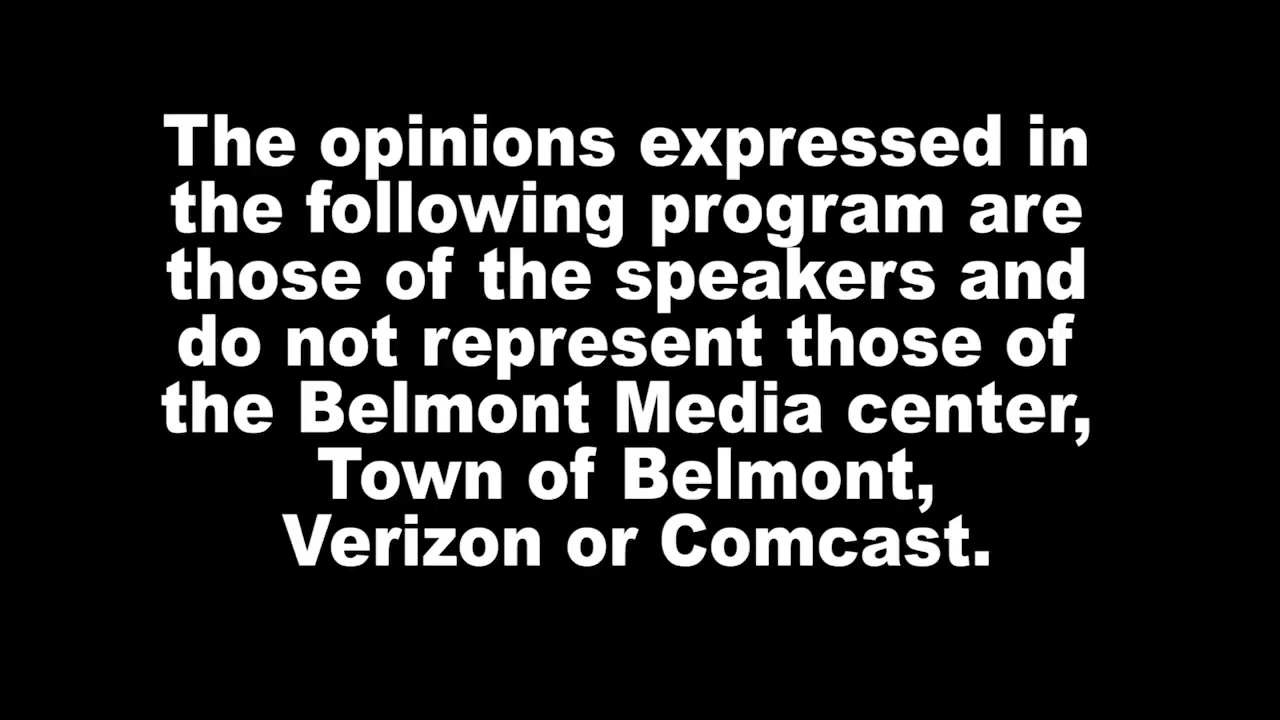 The opinions expressed in
the following program are
those of the speakers and
do not represent those of
the Belmont Media center,
Town of Belmont,
Verizon or Comcast.